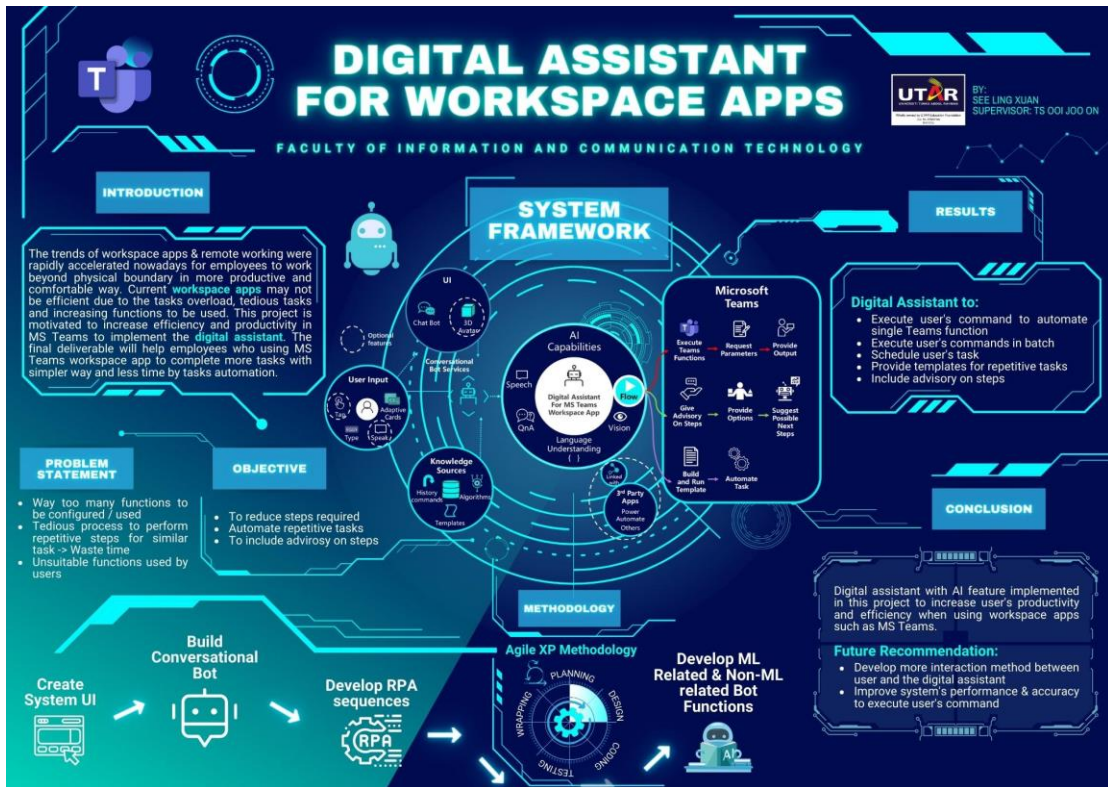 DIGITAL ASSISTANT
FOR WORKSPACE APPS
FACULTY OF INFORMATION AND COMMUNICATION TECHNOLOGY
UTAR
BY:
SEE LING XUAN
SUPERVISOR: TS OOI JOO ON
INTRODUCTION
The trends of workspace apps & remote working were
rapidly accelerated nowadays for employees to work
beyond physical boundary in more productive and
comfortable way. Current workspace apps may not
be efficient due to the tasks overload, tedious tasks
and increasing functions to be used. This project is
motivated to increase efficiency and productivity in
MS Teams to implement the digital assistant. The
final deliverable will help employees who using MS
Teams workspace app to complete more tasks with
simpler way and less time by tasks automation.
PROBLEM
STATEMENT
Way too many functions to
be configured / used
Tedious process to perform
repetitive steps for similar
task -> Waste time
Unsuitable functions used by
users
OBJECTIVE
To reduce steps required
Automate repetitive tasks
To include advirosy on steps
SYSTEM
FRAMEWORK
UI
Chat Bot
3D
Avatar
Optional
features
Conversational
Bot Services
User Input
Tap
Adaptive
Cards
Type
Speak
Knowledge
Sources
History
commands
Algorithms
Templates
AI
Capabilities
Speech
QnA
Digital Assistant
For MS Teams
Workspace App
Flow
Vision
Language
Understanding
{ }
Linked
with
3rd Party
Apps
Power
Automate
Others
Microsoft
Teams
Execute
Teams
Functions
Request
Parameters
Provide
Output
Give
Advisory
On Steps
Provide
Options
Suggest
Possible
Next
Steps
Build
and Run
Template
Automate
Task
RESULTS
Digital Assistant to:
Execute user's command to automate
single Teams function
Execute user's commands in batch
Schedule user's task
Provide templates for repetitive tasks
Include advisory on steps
CONCLUSION
Digital assistant with AI feature implemented
in this project to increase user's productivity
and efficiency when using workspace apps
such as MS Teams.
Future Recommendation:
Develop more interaction method between
user and the digital assistant
Improve system's performance & accuracy
to execute user's command
METHODOLOGY
Create
System UI
Build
Conversational
Bot
Develop RPA
sequences
RPA
Agile XP Methodology
PLANNING
DESIGN
CODING
TESTING
WRAPPING
Develop ML
Related & Non-ML
related Bot
Functions
AI